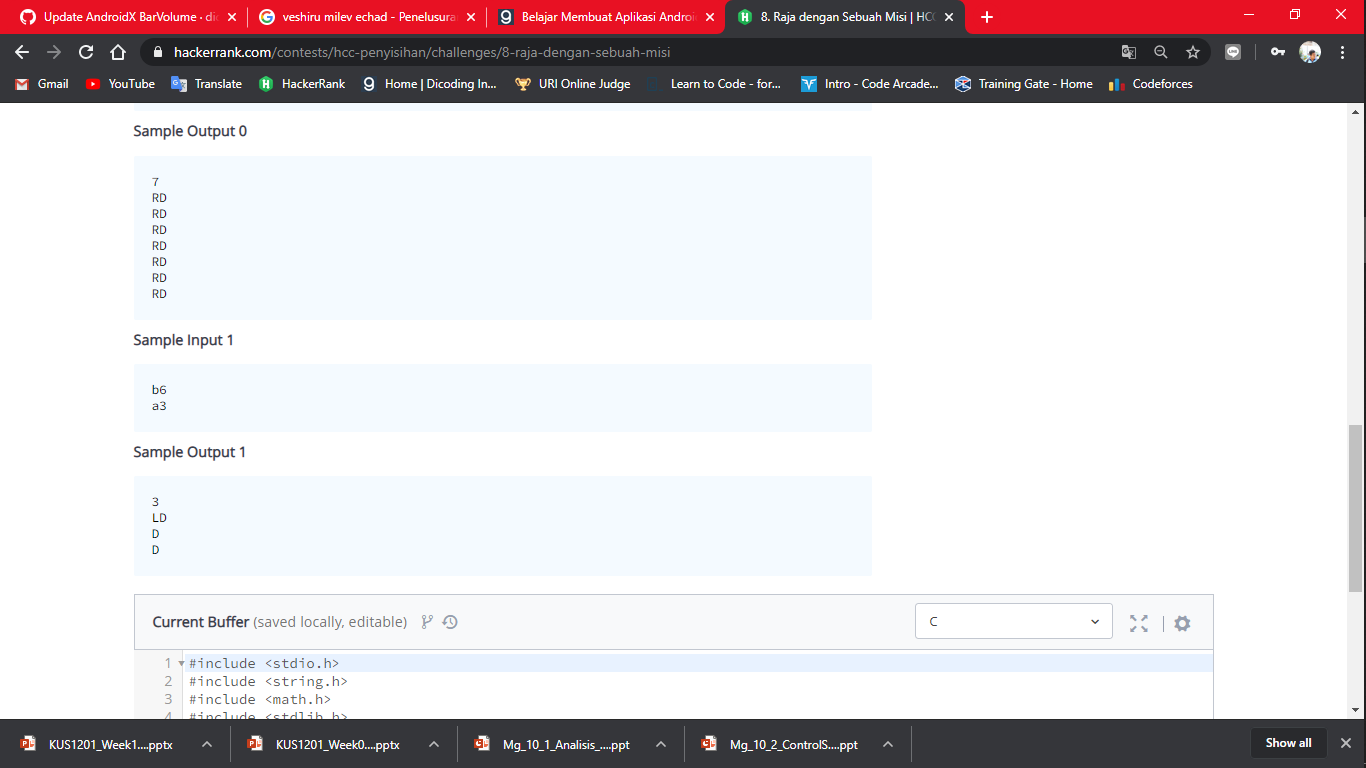 Update AndroidX BarVolume · dic
veshiru milev echad - Penelusura
Belajar Membuat Aplikasi Androi
8. Raja dengan Sebuah Misi | HCC
hackerrank.com/contests/hcc-penyisihan/challenges/8-raja-dengan-sebuah-misi
Gmail YouTube Translate HackerRank Home | Dicoding In... URI Online Judge Learn to Code - for... Intro - Code Arcade... Training Gate - Home Codeforces
Sample Output 0
7
RD
RD
RD
RD
RD
RD
RD
Sample Input 1
b6
a3
Sample Output 1
3
LD
D
D
Current Buffer (saved locally, editable) C
1 #include <stdio.h>
2 #include <string.h>
3 #include <math.h>
4 #include <stdlib.h>
KUS1201_Week1....pptx KUS1201_Week0....pptx Mg_10_1_Analisis_....ppt Mg_10_2_ControlS....ppt Show all